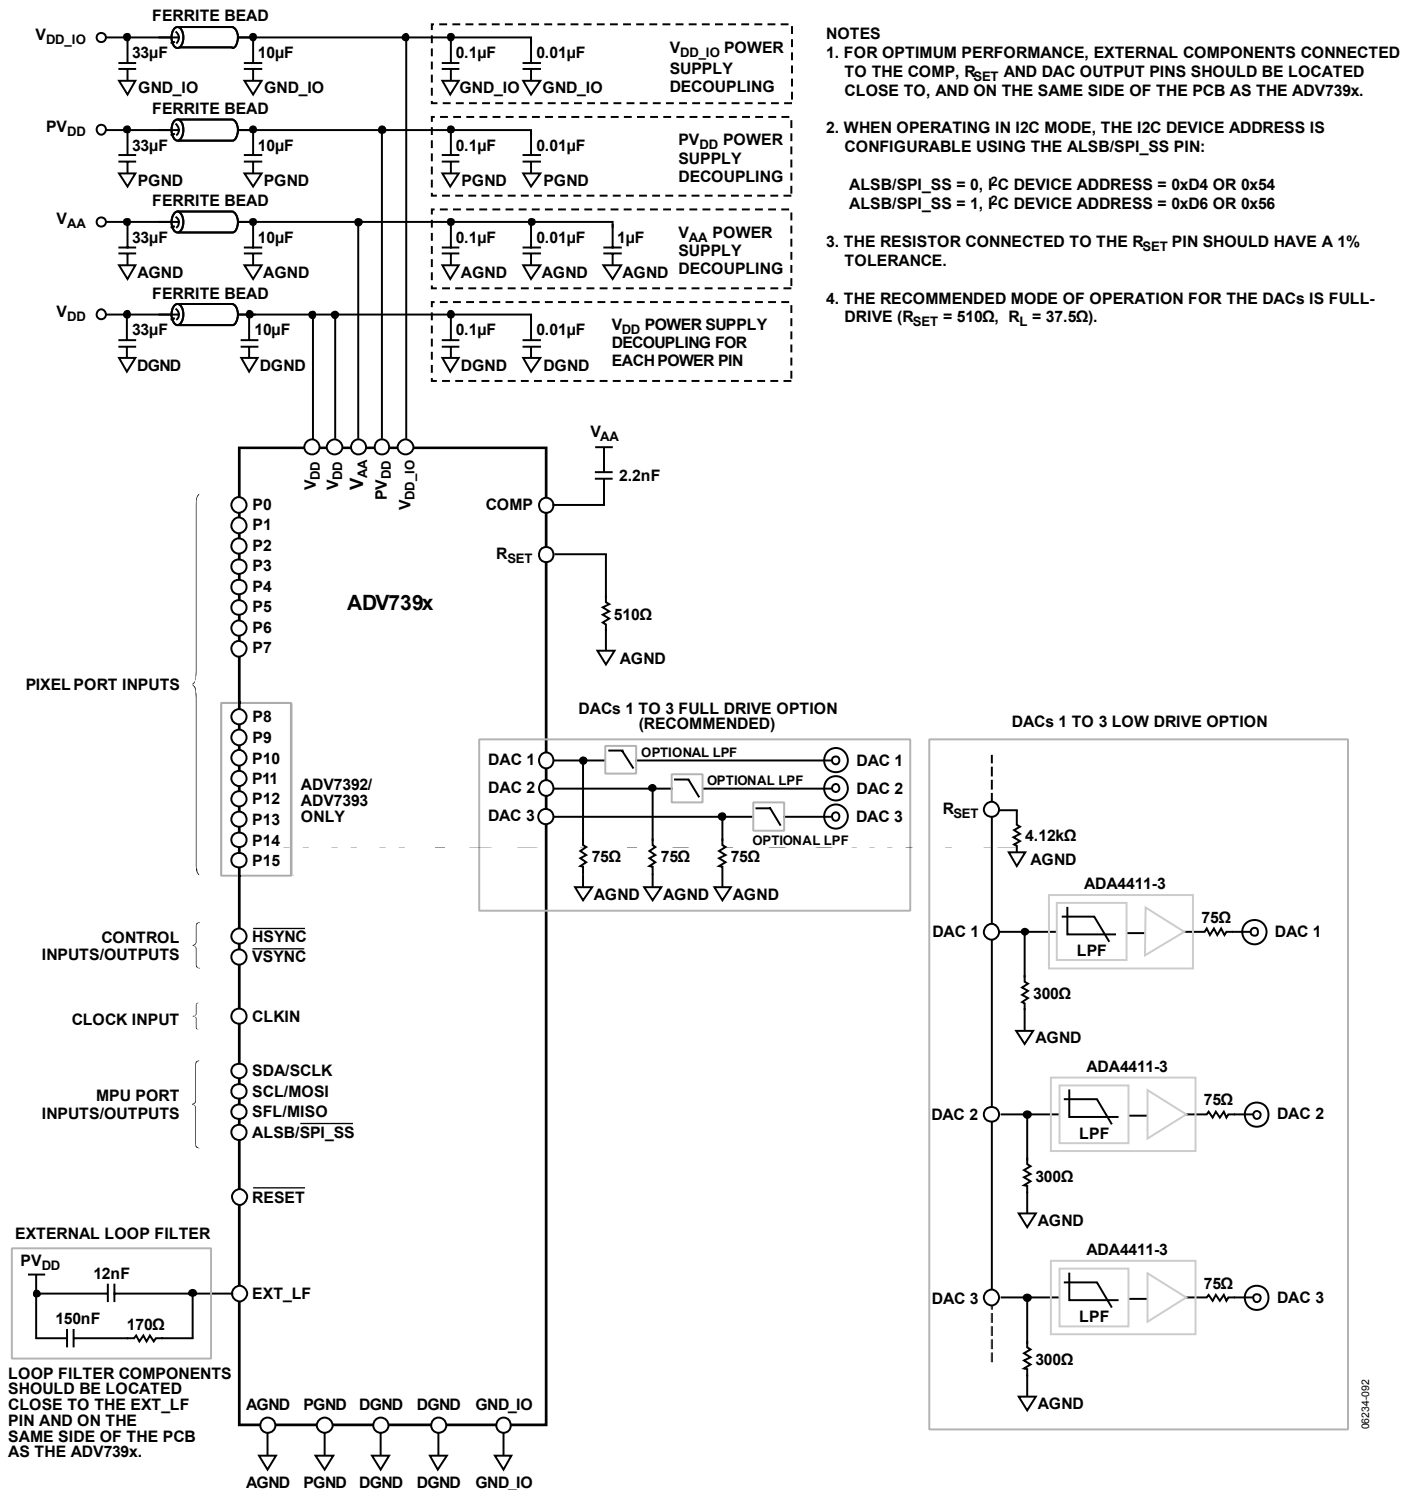 FERRITE BEAD
VDD_IO
33µF
10µF
0.1µF
0.01µF
VDD_IO POWER
SUPPLY
DECOUPLING
GND_IO
GND_IO
GND_IO
GND_IO
FERRITE BEAD
PVDD
33µF
10µF
0.1µF
0.01µF
PVDD POWER
SUPPLY
DECOUPLING
PGND
PGND
PGND
PGND
FERRITE BEAD
VAA
33µF
10µF
0.1µF
0.01µF
1µF
VAA POWER
SUPPLY
DECOUPLING
AGND
AGND
AGND
AGND
AGND
FERRITE BEAD
VDD
33µF
10µF
0.1µF
0.01µF
VDD POWER SUPPLY
DECOUPLING FOR
EACH POWER PIN
DGND
DGND
DGND
DGND
NOTES
1. FOR OPTIMUM PERFORMANCE, EXTERNAL COMPONENTS CONNECTED
TO THE COMP, RSET AND DAC OUTPUT PINS SHOULD BE LOCATED
CLOSE TO, AND ON THE SAME SIDE OF THE PCB AS THE ADV739x.
2. WHEN OPERATING IN I2C MODE, THE I2C DEVICE ADDRESS IS
CONFIGURABLE USING THE ALSB/SPI_SS PIN:
ALSB/SPI_SS = 0, I²C DEVICE ADDRESS = 0xD4 OR 0x54
ALSB/SPI_SS = 1, I²C DEVICE ADDRESS = 0xD6 OR 0x56
3. THE RESISTOR CONNECTED TO THE RSET PIN SHOULD HAVE A 1%
TOLERANCE.
4. THE RECOMMENDED MODE OF OPERATION FOR THE DACs IS FULL-
DRIVE (RSET = 510Ω, RL = 37.5Ω).
VDD
VDD
VAA
PVDD
VDD_IO
VAA
2.2nF
COMP
RSET
510Ω
AGND
ADV739x
PIXEL PORT INPUTS
P0
P1
P2
P3
P4
P5
P6
P7
P8
P9
P10
P11
P12
P13
P14
P15
ADV7392/
ADV7393
ONLY
DACs 1 TO 3 FULL DRIVE OPTION
(RECOMMENDED)
DAC 1
OPTIONAL LPF
DAC 1
DAC 2
OPTIONAL LPF
DAC 2
DAC 3
OPTIONAL LPF
DAC 3
75Ω
75Ω
75Ω
AGND
AGND
AGND
DACs 1 TO 3 LOW DRIVE OPTION
RSET
4.12kΩ
AGND
ADA4411-3
DAC 1
LPF
75Ω
DAC 1
300Ω
AGND
ADA4411-3
DAC 2
LPF
75Ω
DAC 2
300Ω
AGND
ADA4411-3
DAC 3
LPF
75Ω
DAC 3
300Ω
AGND
CONTROL
INPUTS/OUTPUTS
HSYNC
VSYNC
CLOCK INPUT
CLKIN
MPU PORT
INPUTS/OUTPUTS
SDA/SCLK
SCL/MOSI
SFL/MISO
ALSB/SPI_SS
RESET
EXTERNAL LOOP FILTER
PVDD
12nF
150nF
170Ω
EXT_LF
LOOP FILTER COMPONENTS
SHOULD BE LOCATED
CLOSE TO THE EXT_LF
PIN AND ON THE
SAME SIDE OF THE PCB
AS THE ADV739x.
AGND PGND DGND DGND GND_IO
AGND PGND DGND DGND GND_IO
06234-092